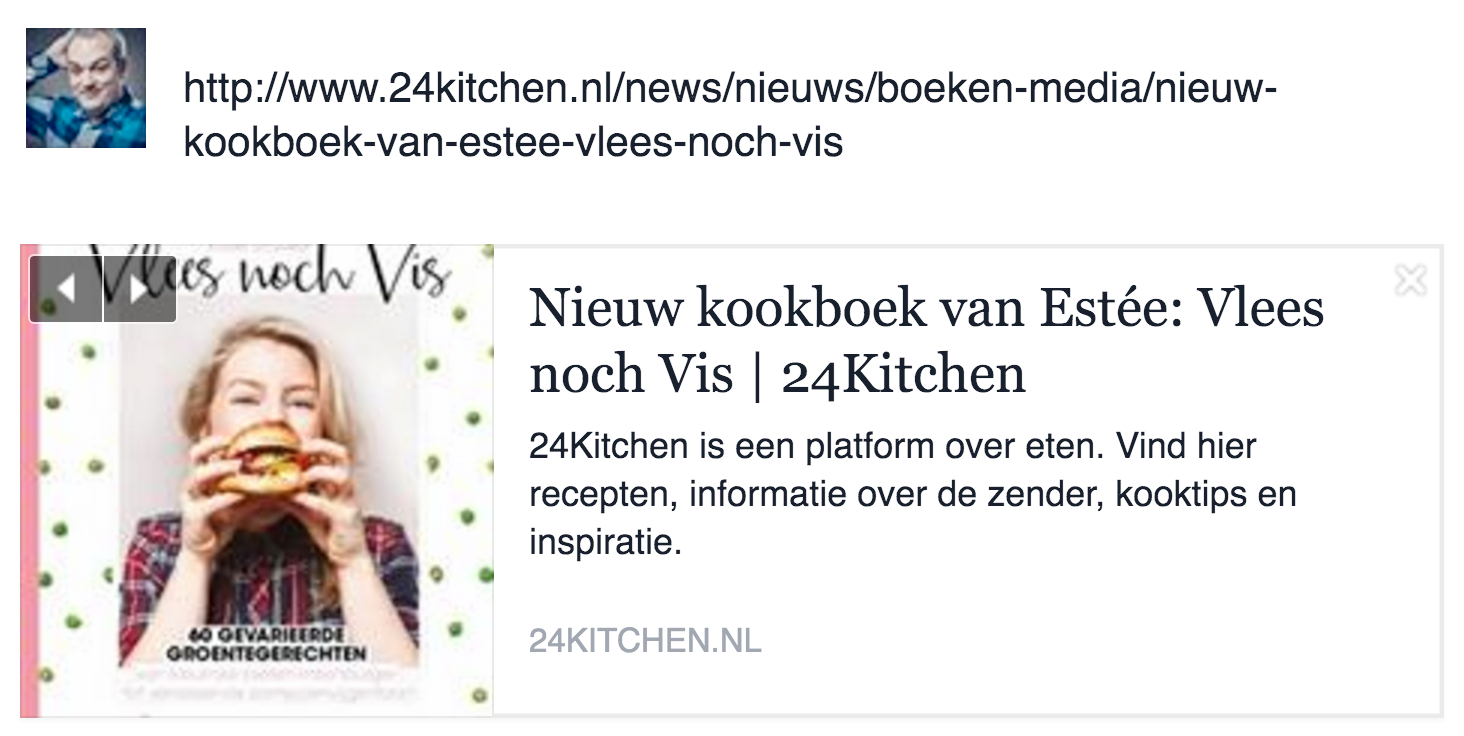 http://www.24kitchen.nl/news/nieuws/boeken-media/nieuw-
kookboek-van-estee-vlees-noch-vis
Vlees noch Vis
60 GEVARIEERDE
GROENTEGERECHTEN
Nieuw kookboek van Estée: Vlees
noch Vis | 24Kitchen
24Kitchen is een platform over eten. Vind hier
recepten, informatie over de zender, kooktips en
inspiratie.
24KITCHEN.NL